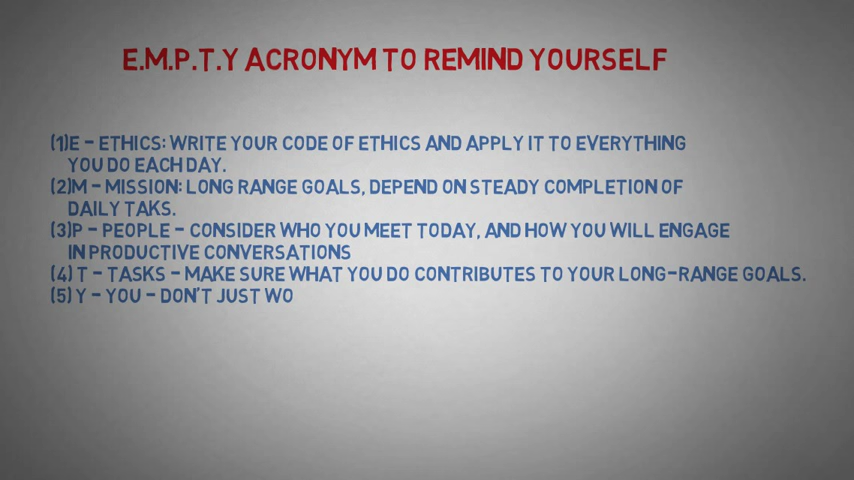 E.M.P.T.Y ACRONYM TO REMIND YOURSELF
(1)E - ETHICS: WRITE YOUR CODE OF ETHICS AND APPLY IT TO EVERYTHING
YOU DO EACH DAY.
(2)M - MISSION: LONG RANGE GOALS, DEPEND ON STEADY COMPLETION OF
DAILY TAKS.
(3)P - PEOPLE - CONSIDER WHO YOU MEET TODAY, AND HOW YOU WILL ENGAGE
IN PRODUCTIVE CONVERSATIONS
(4) T - TASKS - MAKE SURE WHAT YOU DO CONTRIBUTES TO YOUR LONG-RANGE GOALS.
(5) Y - YOU - DON'T JUST WO